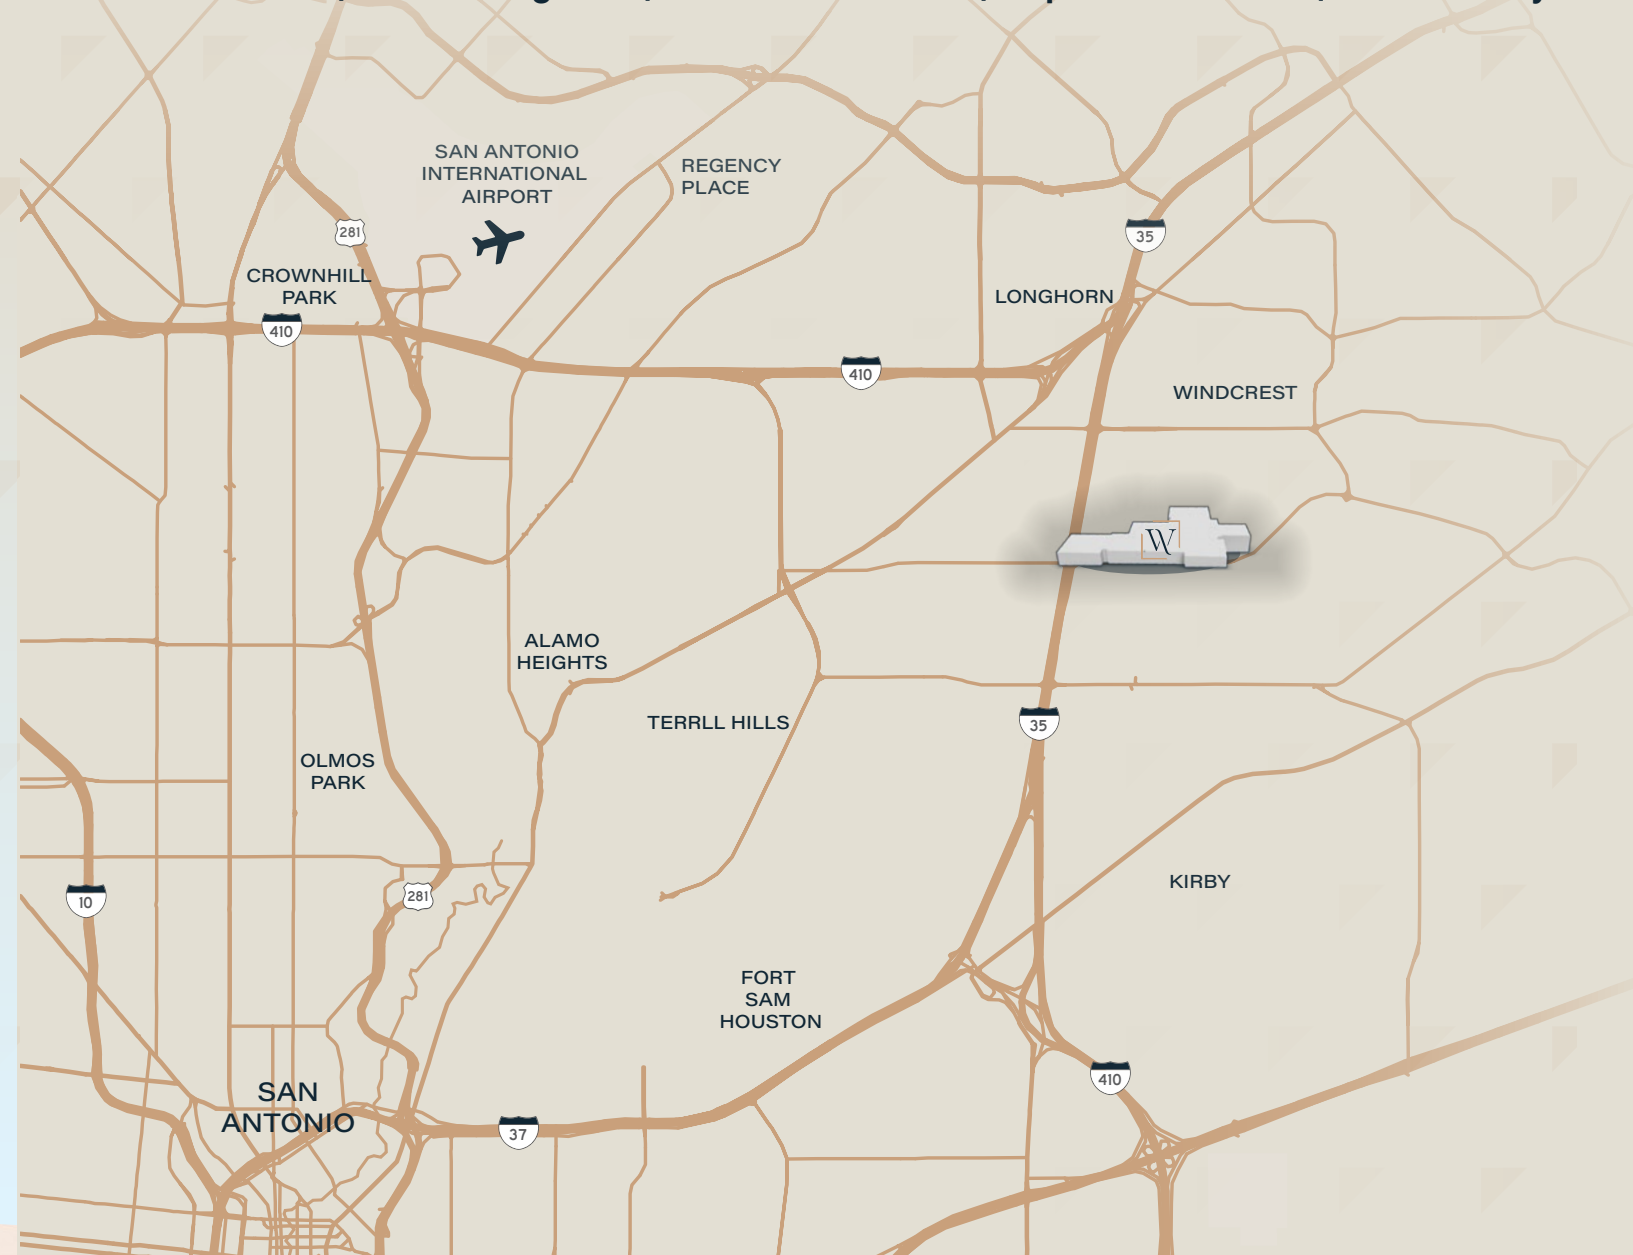 SAN ANTONIO
INTERNATIONAL
AIRPORT
REGENCY
PLACE
281
35
CROWNHILL
PARK
LONGHORN
410
410
WINDCREST
W
ALAMO
HEIGHTS
TERRLL HILLS
35
OLMOS
PARK
KIRBY
281
10
FORT
SAM
HOUSTON
410
SAN
ANTONIO
37